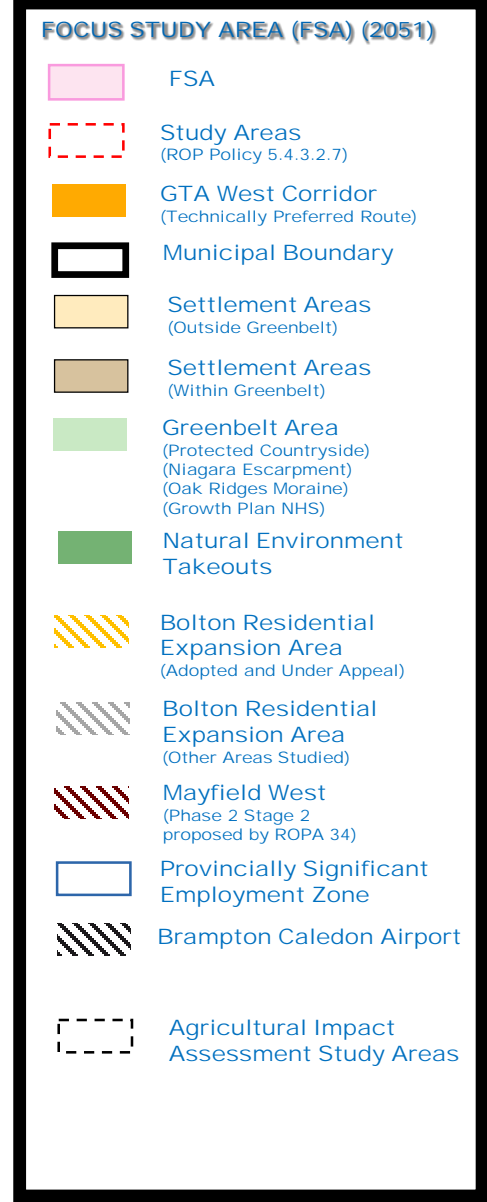 FOCUS STUDY AREA (FSA) (2051)
FSA
Study Areas
(ROP Policy 5.4.3.2.7)
GTA West Corridor
(Technically Preferred Route)
Municipal Boundary
Settlement Areas
(Outside Greenbelt)
Settlement Areas
(Within Greenbelt)
Greenbelt Area
(Protected Countryside)
(Niagara Escarpment)
(Oak Ridges Moraine)
(Growth Plan NHS)
Natural Environment
Takeouts
Bolton Residential
Expansion Area
(Adopted and Under Appeal)
Bolton Residential
Expansion Area
(Other Areas Studied)
Mayfield West
(Phase 2 Stage 2
proposed by ROPA 34)
Provincially Significant
Employment Zone
Brampton Caledon Airport
Agricultural Impact
Assessment Study Areas